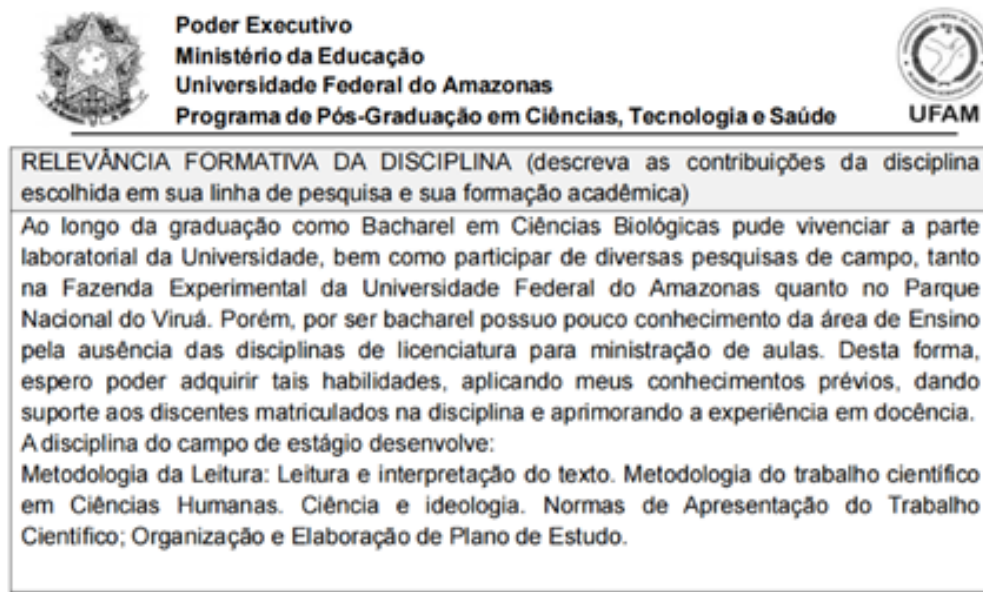 Poder Executivo
Ministério da Educação
Universidade Federal do Amazonas
Programa de Pós-Graduação em Ciências, Tecnologia e Saúde
UFAM
RELEVÂNCIA FORMATIVA DA DISCIPLINA (descreva as contribuições da disciplina
escolhida em sua linha de pesquisa e sua formação acadêmica)
Ao longo da graduação como Bacharel em Ciências Biológicas pude vivenciar a parte
laboratorial da Universidade, bem como participar de diversas pesquisas de campo, tanto
na Fazenda Experimental da Universidade Federal do Amazonas quanto no Parque
Nacional do Viruá. Porém, por ser bacharel possuo pouco conhecimento da área de Ensino
pela ausência das disciplinas de licenciatura para ministração de aulas. Desta forma,
espero poder adquirir tais habilidades, aplicando meus conhecimentos prévios, dando
suporte aos discentes matriculados na disciplina e aprimorando a experiência em docência.
A disciplina do campo de estágio desenvolve:
Metodologia da Leitura: Leitura e interpretação do texto. Metodologia do trabalho científico
em Ciências Humanas. Ciência e ideologia. Normas de Apresentação do Trabalho
Científico; Organização e Elaboração de Plano de Estudo.